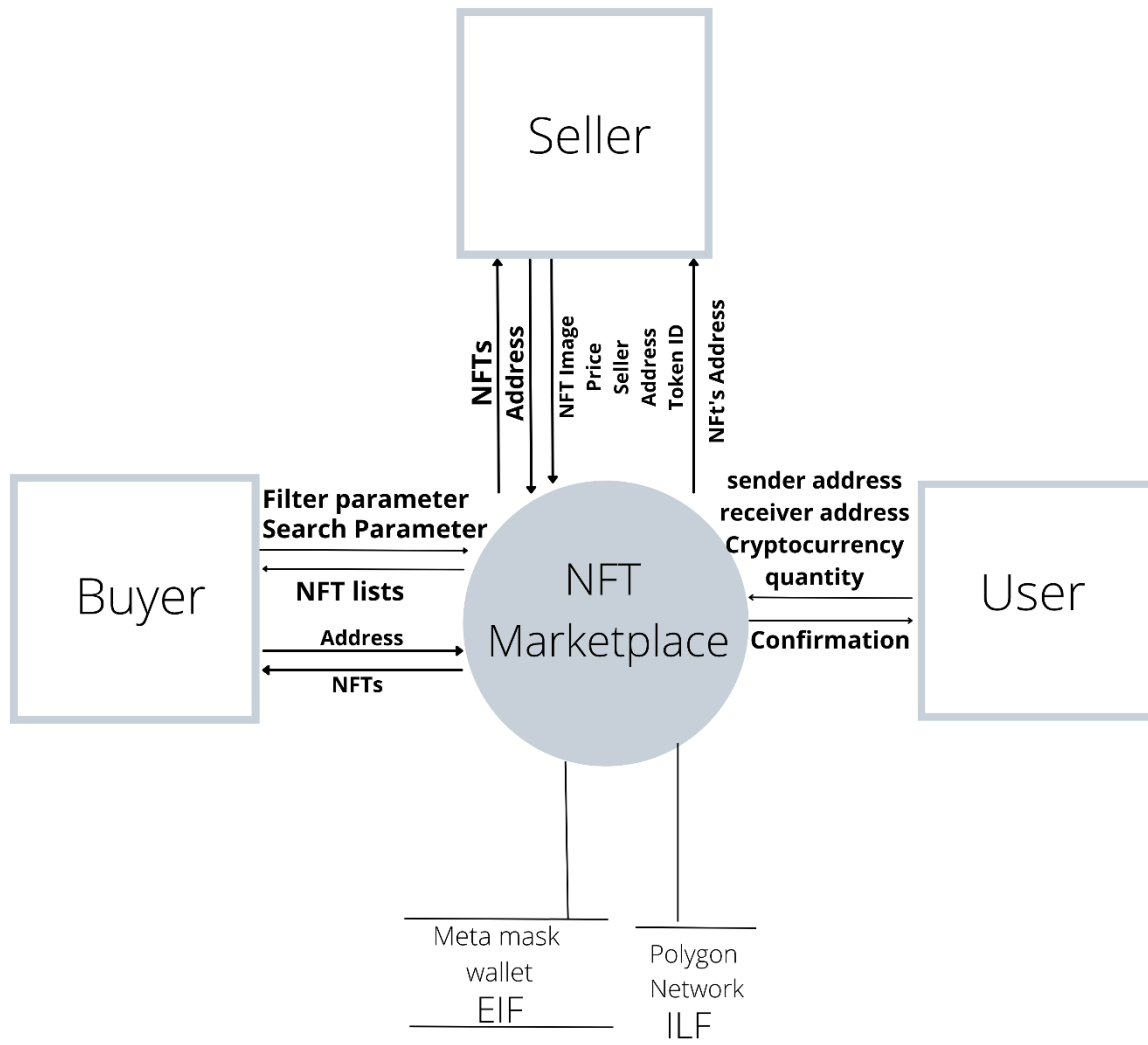 Seller
NFTs
Address
NFT Image
Price
Seller
Address
Token ID
NFt's Address
Filter parameter
Search Parameter
NFT lists
Address
NFTs
Buyer
NFT
Marketplace
sender address
receiver address
Cryptocurrency
quantity
Confirmation
User
Meta mask
wallet
EIF
Polygon
Network
ILF